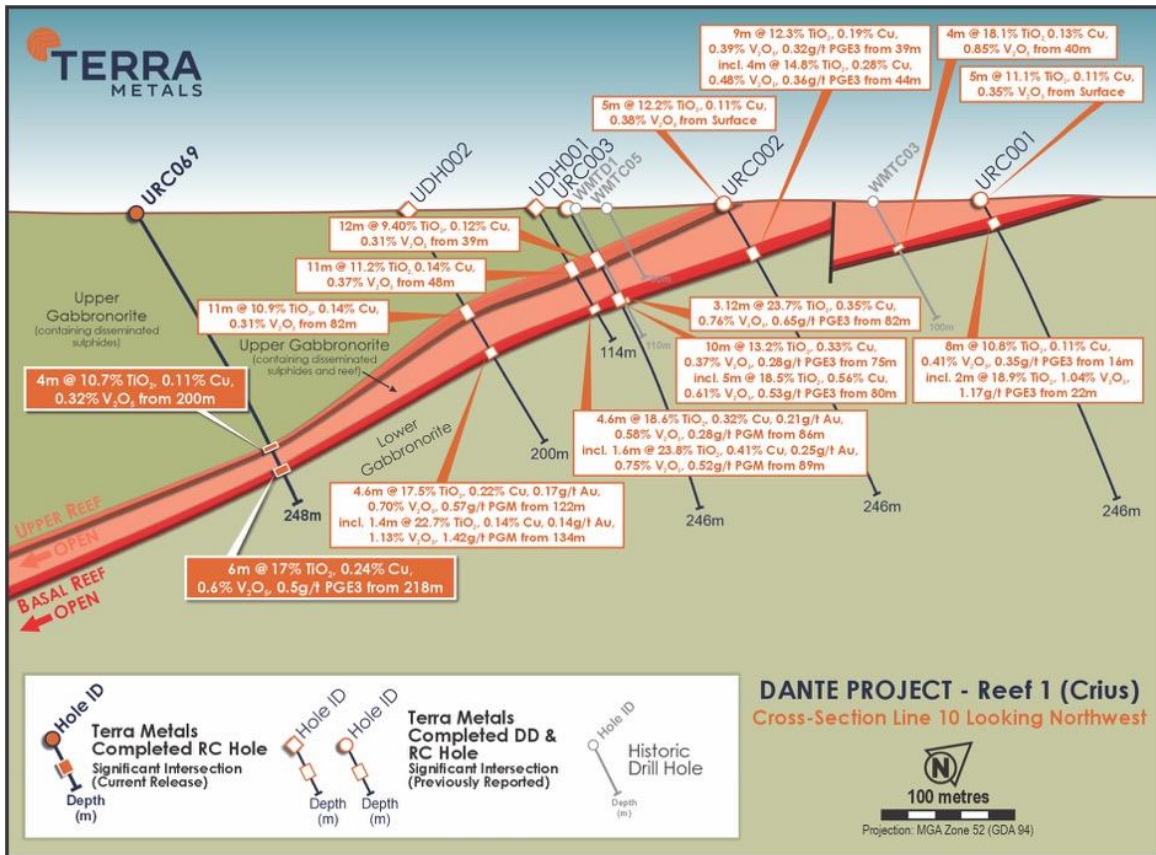 TERRA
METALS
9m @ 12.3% TiO₂, 0.19% Cu,
0.39% V₂O₅, 0.32g/t PGE3 from 39m
incl. 4m @ 14.8% TiO₂, 0.28% Cu,
0.48% V₂O₅, 0.36g/t PGE3 from 44m
4m @ 18.1% TiO₂ 0.13% Cu,
0.85% V₂O₅ from 40m
5m @ 11.1% TiO₂, 0.11% Cu,
0.35% V₂O₅ from Surface
5m @ 12.2% TiO₂, 0.11% Cu,
0.38% V₂O₅ from Surface
URC069
UDH002
UDH001
URC003
WMTD1
WMTC05
URC002
WMTC03
URC001
12m @ 9.40% TiO₂, 0.12% Cu,
0.31% V₂O₅ from 39m
11m @ 11.2% TiO₂ 0.14% Cu,
0.37% V₂O₅ from 48m
11m @ 10.9% TiO₂, 0.14% Cu,
0.31% V₂O₅ from 82m
Upper
Gabbronorite
(containing disseminated
sulphides)
Upper Gabbronorite
(containing disseminated
sulphides and reef)
4m @ 10.7% TiO₂, 0.11% Cu,
0.32% V₂O₅ from 200m
Lower
Gabbronorite
114m
110m
100m
3.12m @ 23.7% TiO₂, 0.35% Cu,
0.76% V₂O₅, 0.65g/t PGE3 from 82m
10m @ 13.2% TiO₂, 0.33% Cu,
0.37% V₂O₅, 0.28g/t PGE3 from 75m
incl. 5m @ 18.5% TiO₂, 0.56% Cu,
0.61% V₂O₅, 0.53g/t PGE3 from 80m
8m @ 10.8% TiO₂, 0.11% Cu,
0.41% V₂O₅, 0.35g/t PGE3 from 16m
incl. 2m @ 18.9% TiO₂, 1.04% V₂O₅,
1.17g/t PGE3 from 22m
4.6m @ 18.6% TiO₂, 0.32% Cu, 0.21g/t Au,
0.58% V₂O₅, 0.28g/t PGM from 86m
incl. 1.6m @ 23.8% TiO₂, 0.41% Cu, 0.25g/t Au,
0.75% V₂O₅, 0.52g/t PGM from 89m
200m
4.6m @ 17.5% TiO₂, 0.22% Cu, 0.17g/t Au,
0.70% V₂O₅, 0.57g/t PGM from 122m
incl. 1.4m @ 22.7% TiO₂, 0.14% Cu, 0.14g/t Au,
1.13% V₂O₅, 1.42g/t PGM from 134m
248m
246m
246m
246m
6m @ 17% TiO₂, 0.24% Cu,
0.6% V₂O₅, 0.5g/t PGE3 from 218m
UPPER REEF
OPEN
BASAL REEF
OPEN
Hole ID
Depth
(m)
Terra Metals
Completed RC Hole
Significant Intersection
(Current Release)
Hole ID
Hole ID
Depth
(m)
Depth
(m)
Terra Metals
Completed DD &
RC Hole
Significant Intersection
(Previously Reported)
Hole ID
Depth
(m)
Historic
Drill Hole
DANTE PROJECT - Reef 1 (Crius)
Cross-Section Line 10 Looking Northwest
N
100 metres
Projection: MGA Zone 52 (GDA 94)